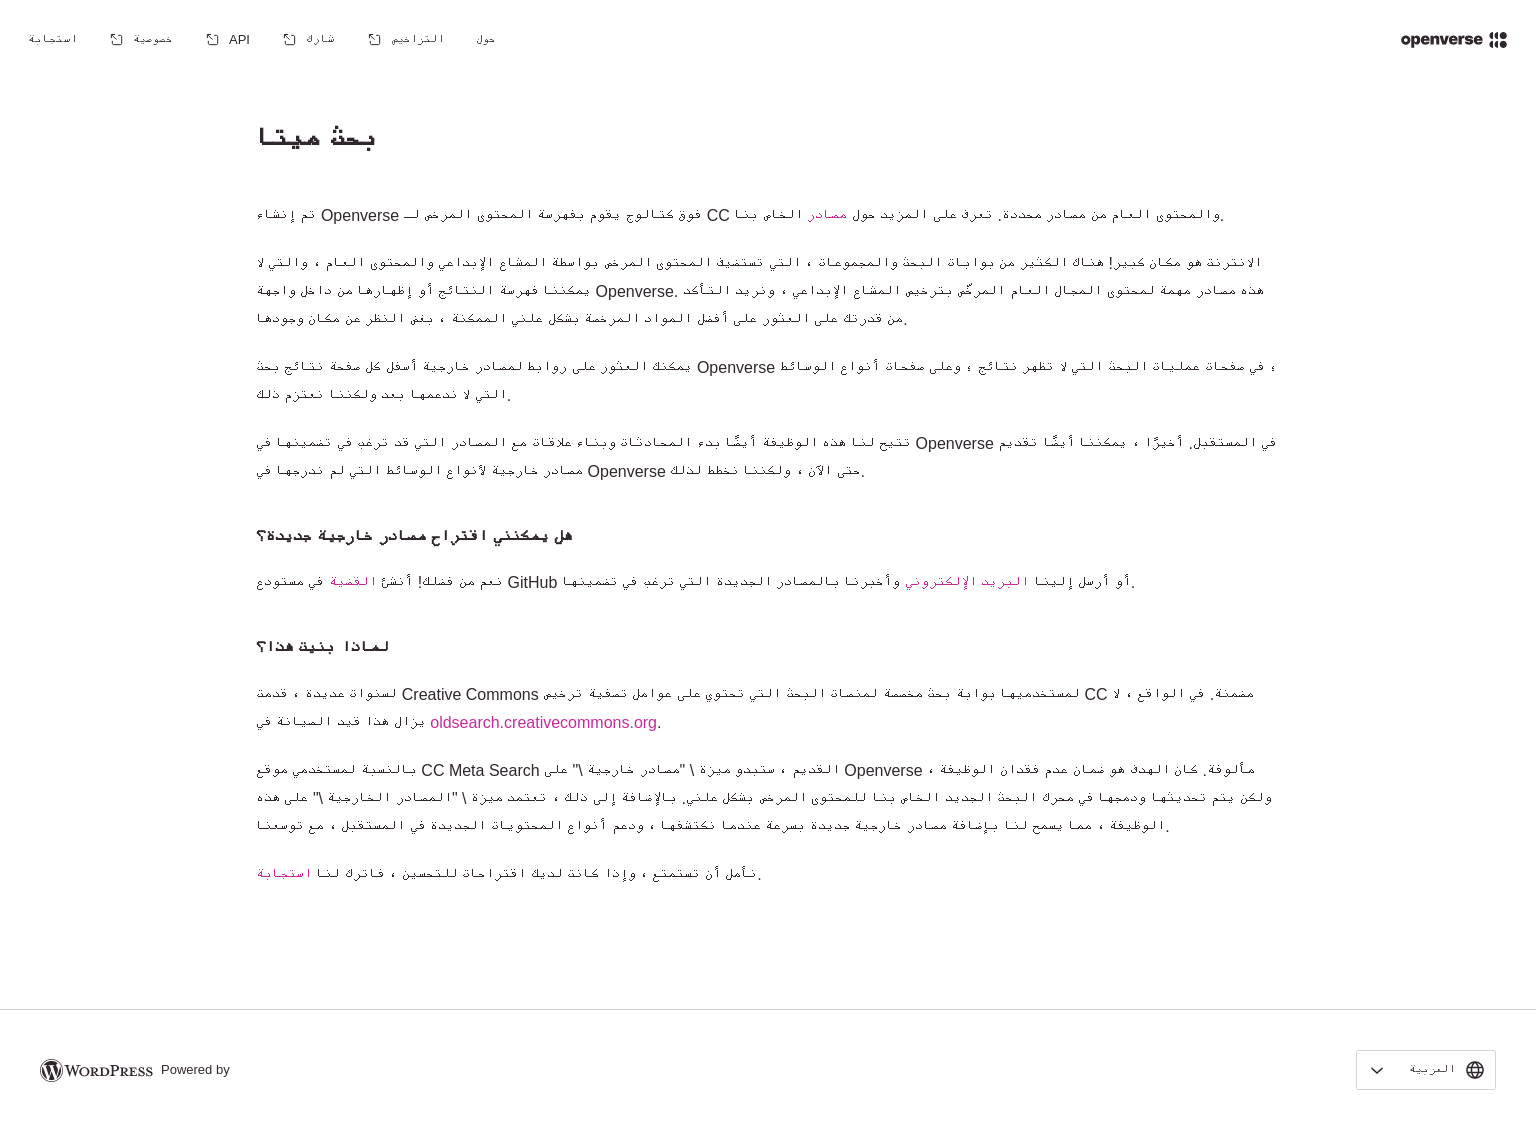 openverse
حول
التراخيص
شارك
API
خصوصية
استجابة
بحث ميتا
تم إنشاء Openverse فوق كتالوج يقوم بفهرسة المحتوى المرخص لـ CC والمحتوى العام من مصادر محددة. تعرف على المزيد حول مصادر الخاص بنا.
الانترنت هو مكان كبير! هناك الكثير من بوابات البحث والمجموعات ، التي تستضيف المحتوى المرخص بواسطة المشاع الإبداعي والمحتوى العام ، والتي لا
يمكننا فهرسة النتائج أو إظهارها من داخل واجهة Openverse. هذه مصادر مهمة لمحتوى المجال العام المرخّص بترخيص المشاع الإبداعي ، ونريد التأكد
من قدرتك على العثور على أفضل المواد المرخصة بشكل علني الممكنة ، بغض النظر عن مكان وجودها.
يمكنك العثور على روابط لمصادر خارجية أسفل كل صفحة نتائج بحث Openverse ؛ في صفحات عمليات البحث التي لا تظهر نتائج ؛ وعلى صفحات أنواع الوسائط
التي لا ندعمها بعد ولكننا نعتزم ذلك.
تتيح لنا هذه الوظيفة أيضًا بدء المحادثات وبناء علاقات مع المصادر التي قد ترغب في تضمينها في Openverse في المستقبل. أخيرًا ، يمكننا أيضًا تقديم
مصادر خارجية لأنواع الوسائط التي لم ندرجها في Openverse حتى الآن ، ولكننا نخطط لذلك.
هل يمكنني اقتراح مصادر خارجية جديدة؟
نعم من فضلك! أنشئ القضية في مستودع GitHub أو أرسل إلينا البريد الإلكتروني وأخبرنا بالمصادر الجديدة التي ترغب في تضمينها.
لماذا بنيت هذا؟
لسنوات عديدة ، قدمت Creative Commons لمستخدميها بوابة بحث مخصصة لمنصات البحث التي تحتوي على عوامل تصفية ترخيص CC مضمنة. في الواقع ، لا
يزال هذا قيد الصيانة في oldsearch.creativecommons.org.
بالنسبة لمستخدمي موقع CC Meta Search القديم ، ستبدو ميزة \"مصادر خارجية\" على Openverse مألوفة. كان الهدف هو ضمان عدم فقدان الوظيفة ،
ولكن يتم تحديثها ودمجها في محرك البحث الجديد الخاص بنا للمحتوى المرخص بشكل علني. بالإضافة إلى ذلك ، تعتمد ميزة \"المصادر الخارجية\" على هذه
الوظيفة ، مما يسمح لنا بإضافة مصادر خارجية جديدة بسرعة عندما نكتشفها ، ودعم أنواع المحتويات الجديدة في المستقبل ، مع توسعنا.
نأمل أن تستمتع ، وإذا كانت لديك اقتراحات للتحسين ، فاترك لنا استجابة.
العربية
Powered by WORDPRESS